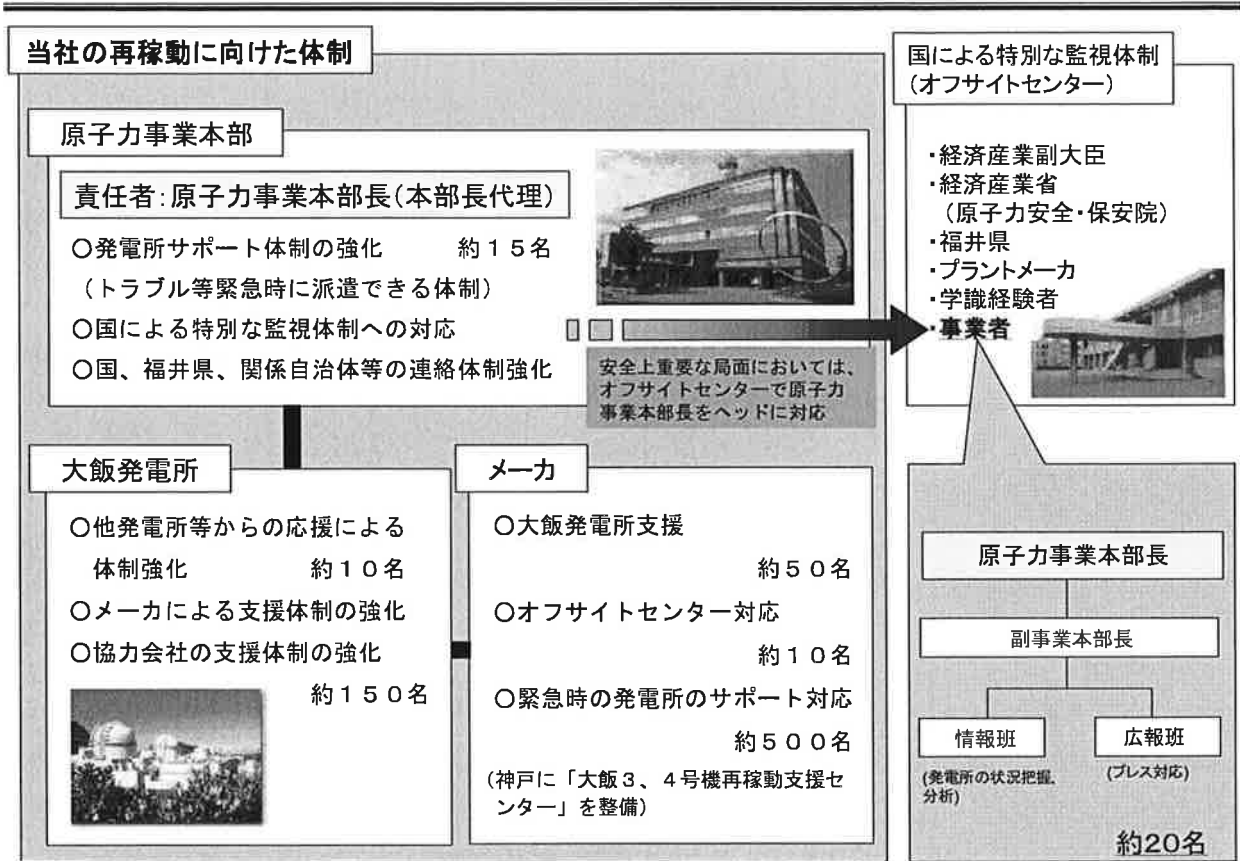 当社の再稼動に向けた体制
原子力事業本部
責任者:原子力事業本部長(本部長代理)
○発電所サポート体制の強化　約15名
(トラブル等緊急時に派遣できる体制)
○国による特別な監視体制への対応
○国、福井県、関係自治体等の連絡体制強化
安全上重要な局面においては、
オフサイトセンターで原子力
事業本部長をヘッドに対応
大飯発電所
○他発電所等からの応援による
体制強化　約10名
○メーカによる支援体制の強化
○協力会社の支援体制の強化
約150名
メーカ
○大飯発電所支援
約50名
○オフサイトセンター対応
約10名
○緊急時の発電所のサポート対応
約500名
(神戸に「大飯3、4号機再稼動支援セ
ンター」を整備)
国による特別な監視体制
(オフサイトセンター)
・経済産業副大臣
・経済産業省
(原子力安全・保安院)
・福井県
・プラントメーカ
・学識経験者
・事業者
原子力事業本部長
副事業本部長
情報班
(発電所の状況把握、
分析)
広報班
(プレス対応)
約20名